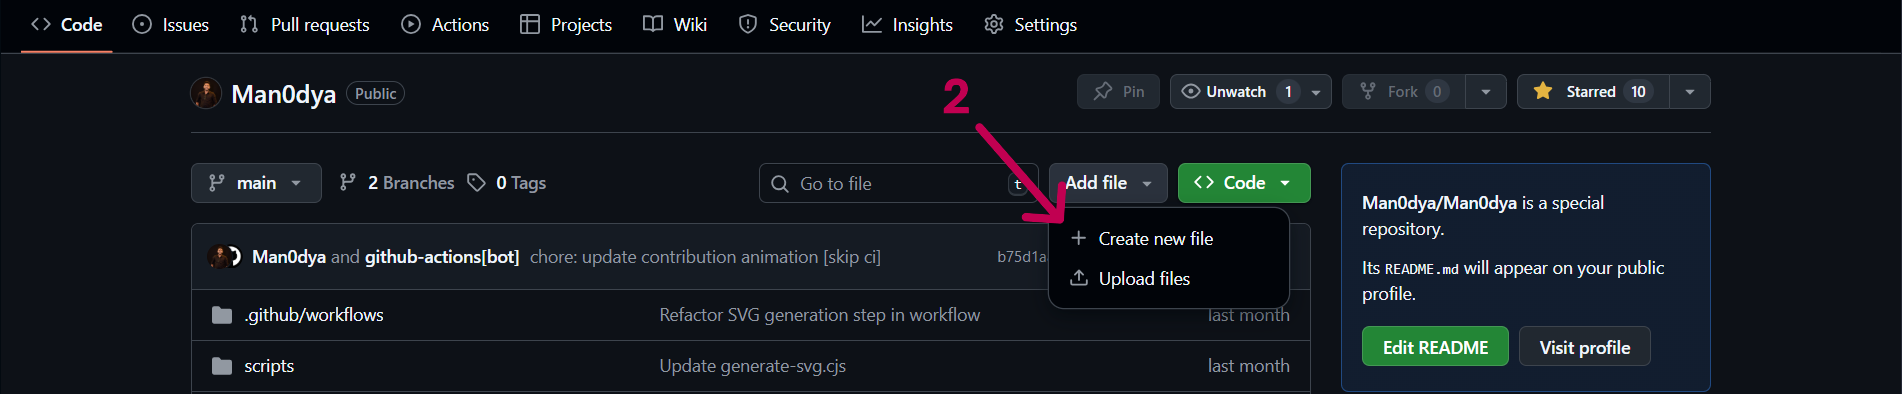 Code Issues Pull requests Actions Projects Wiki Security Insights Settings
Man0dya Public Pin Unwatch 1 Fork 0 Starred 10
2
main 2 Branches 0 Tags Go to file t Add file Code
Create new file
Upload files
Man0dya and github-actions[bot] chore: update contribution animation [skip ci] b75d1a
.github/workflows Refactor SVG generation step in workflow last month
scripts Update generate-svg.cjs last month
Man0dya/Man0dya is a special
repository.
Its README.md will appear on your public
profile.
Edit README Visit profile